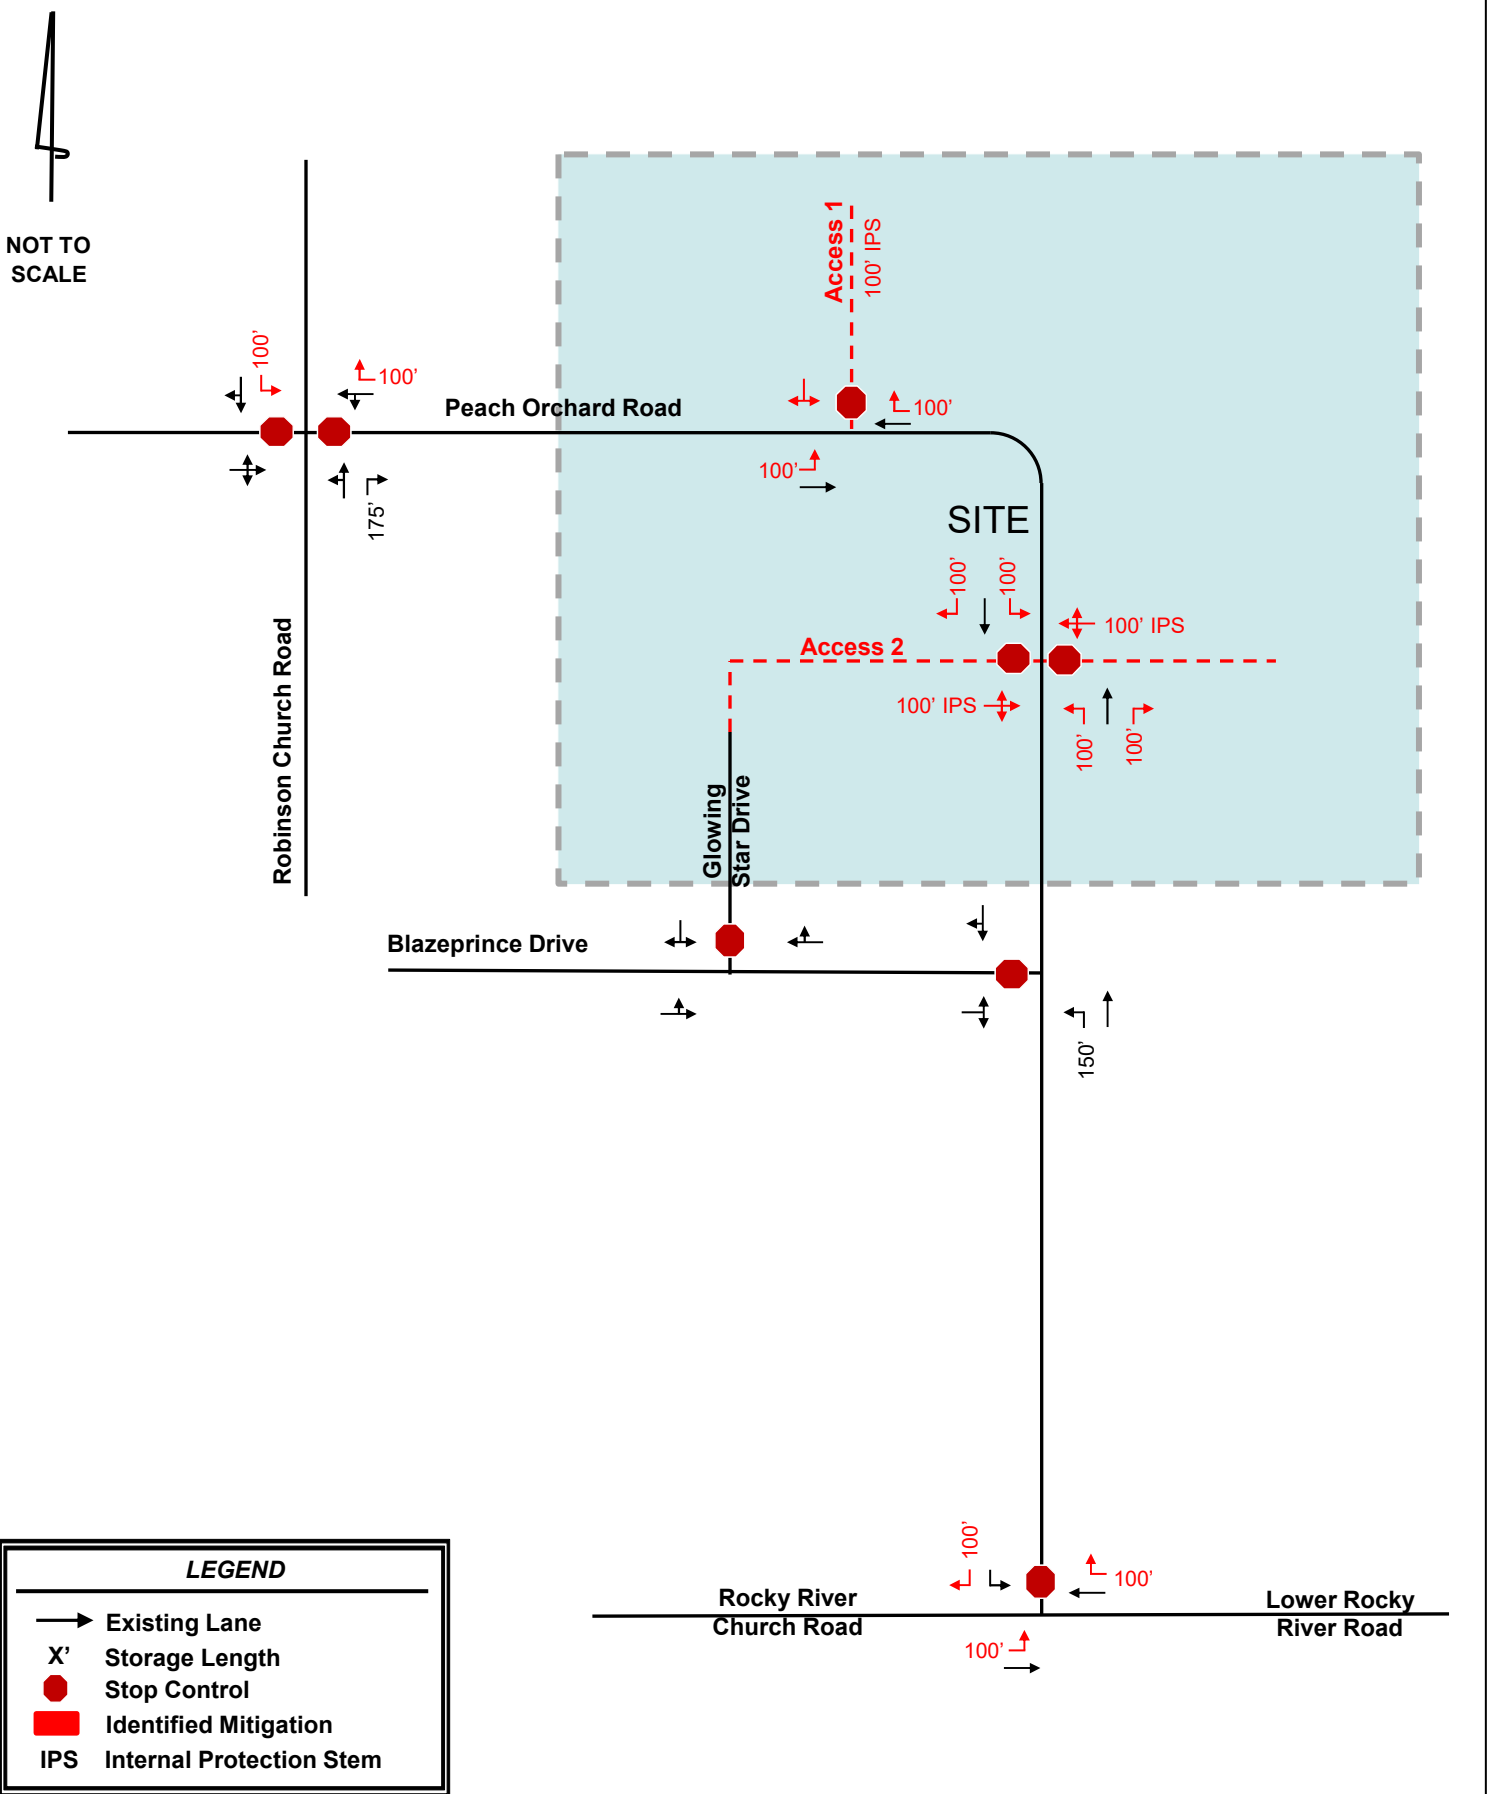 NOT TO
SCALE
Access 1
100' IPS
100'
100'
Peach Orchard Road
100'
100'
175'
SITE
100'
100'
100' IPS
Access 2
100' IPS
100'
100'
Robinson Church Road
Glowing
Star Drive
Blazeprince Drive
150'
100'
100'
Rocky River
Church Road
Lower Rocky
River Road
100'
LEGEND
Existing Lane
X' Storage Length
Stop Control
Identified Mitigation
IPS Internal Protection Stem